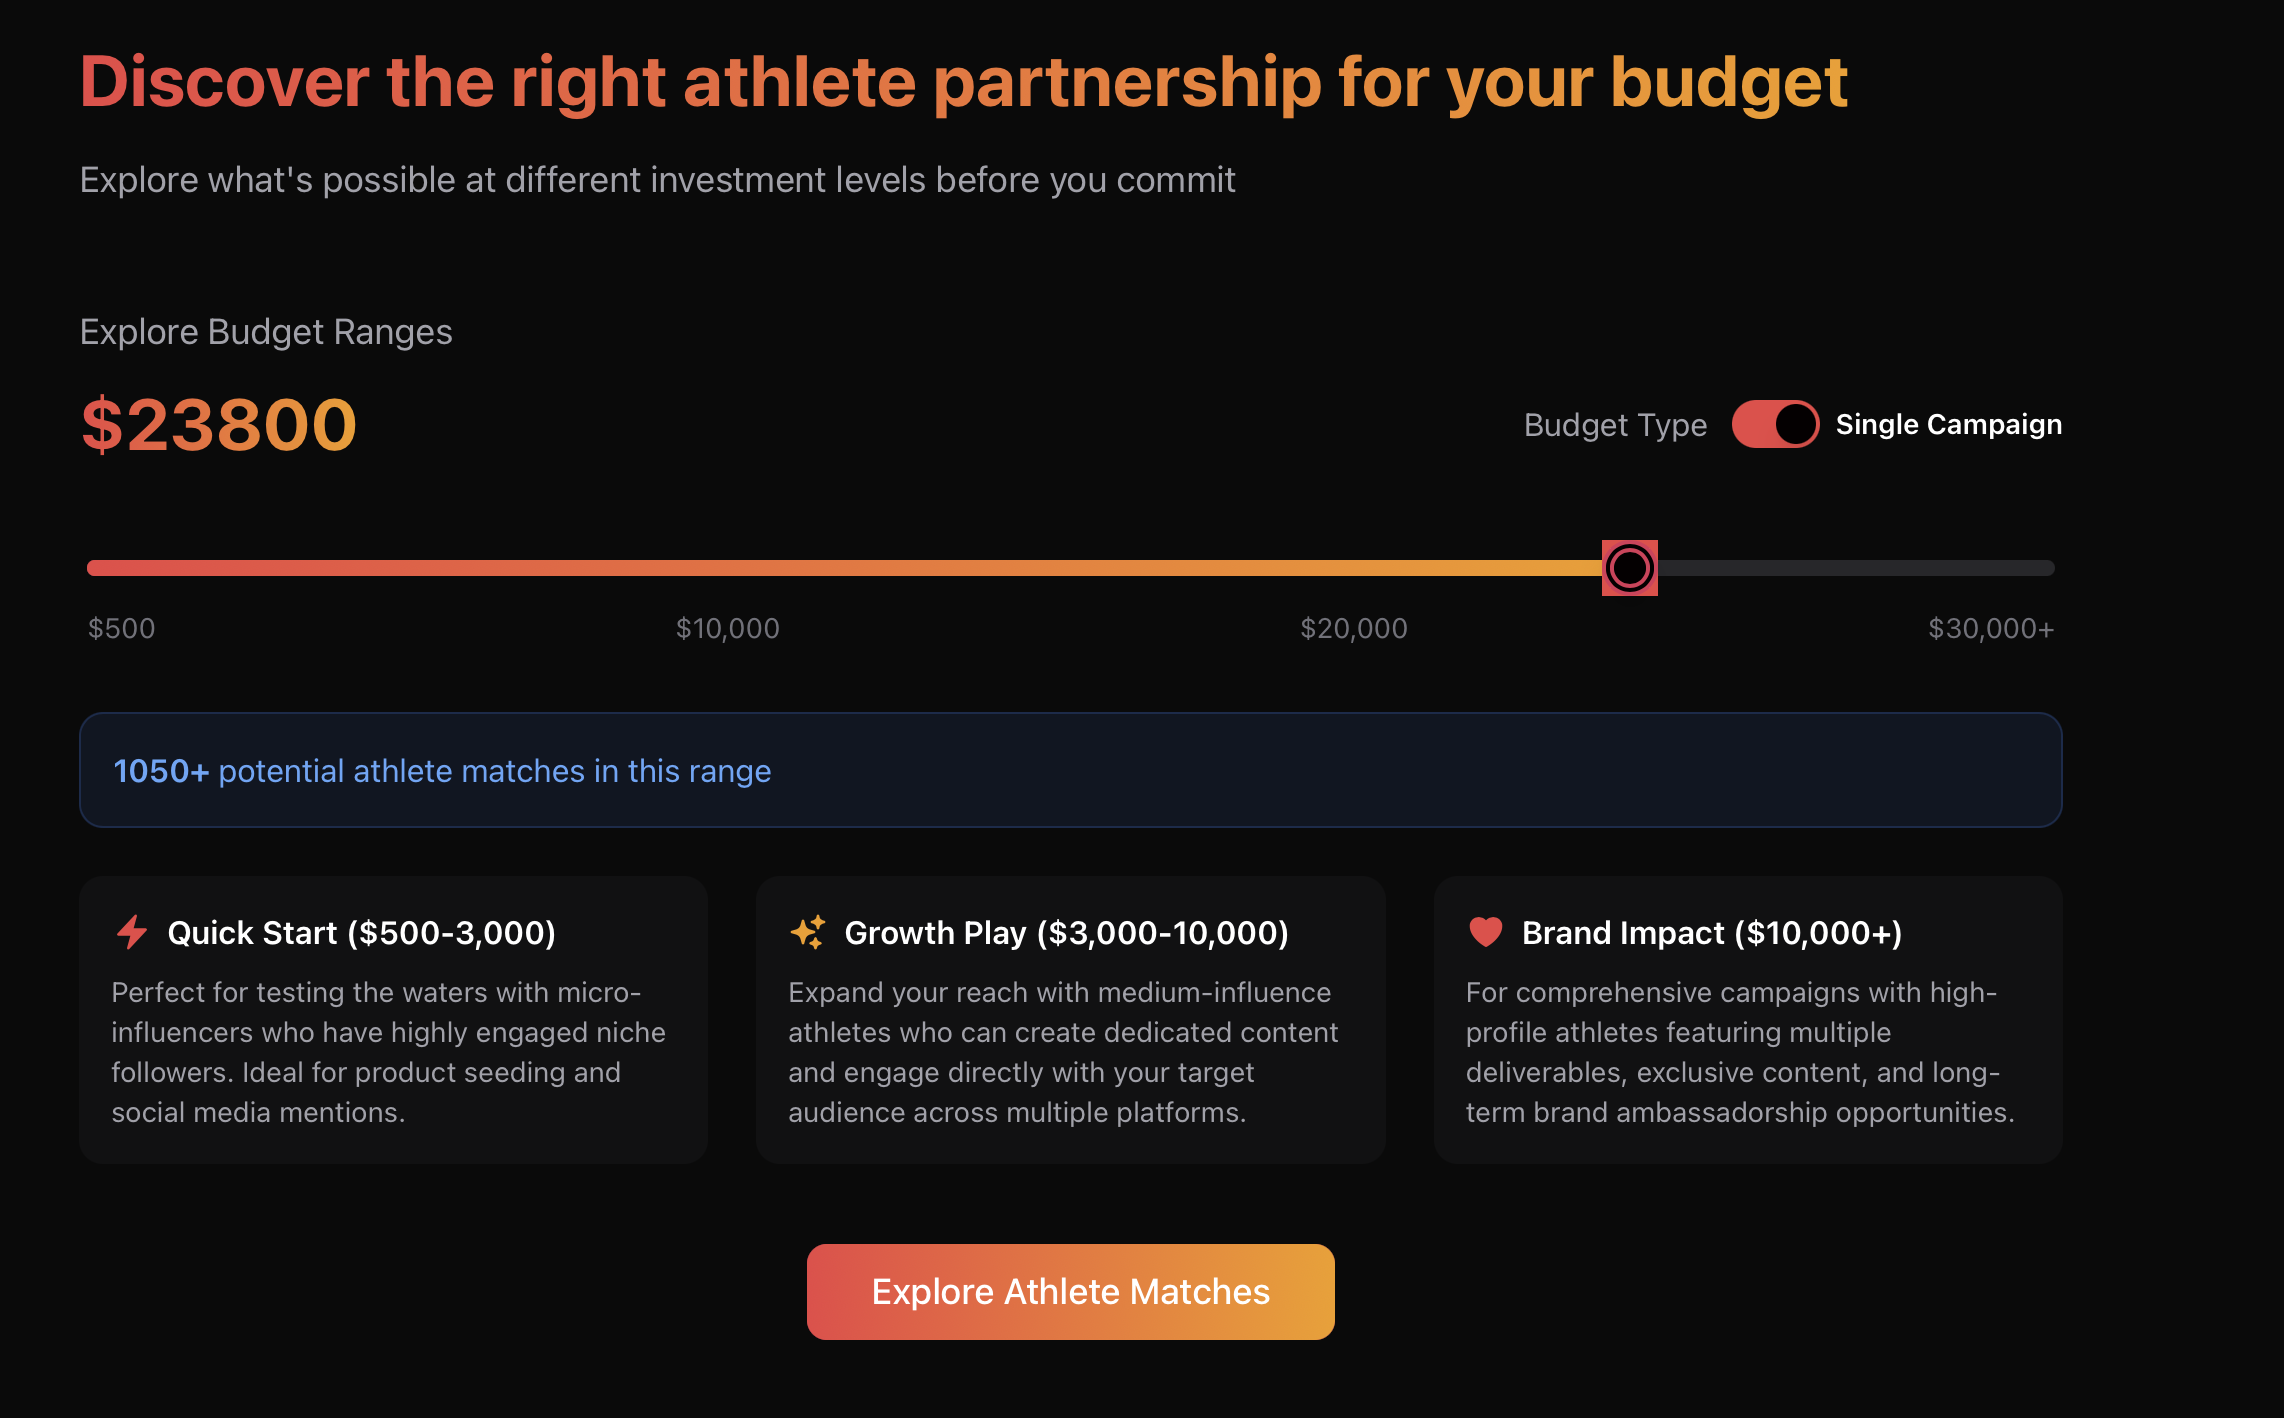 Discover the right athlete partnership for your budget
Explore what's possible at different investment levels before you commit
Explore Budget Ranges
$23800
Budget Type
Single Campaign
$500
$10,000
$20,000
$30,000+
1050+ potential athlete matches in this range
Quick Start ($500-3,000)
Perfect for testing the waters with micro-
influencers who have highly engaged niche
followers. Ideal for product seeding and
social media mentions.
Growth Play ($3,000-10,000)
Expand your reach with medium-influence
athletes who can create dedicated content
and engage directly with your target
audience across multiple platforms.
Brand Impact ($10,000+)
For comprehensive campaigns with high-
profile athletes featuring multiple
deliverables, exclusive content, and long-
term brand ambassadorship opportunities.
Explore Athlete Matches